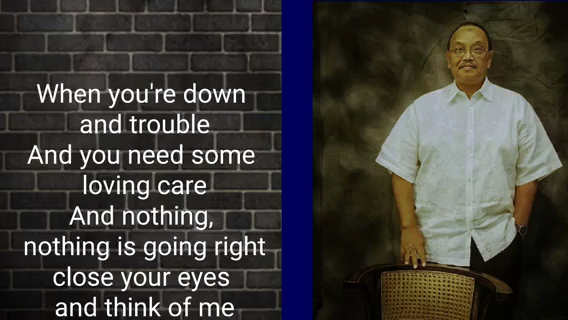 When you're down
and trouble
And you need some
loving care
And nothing,
nothing is going right
close your eyes
and think of me